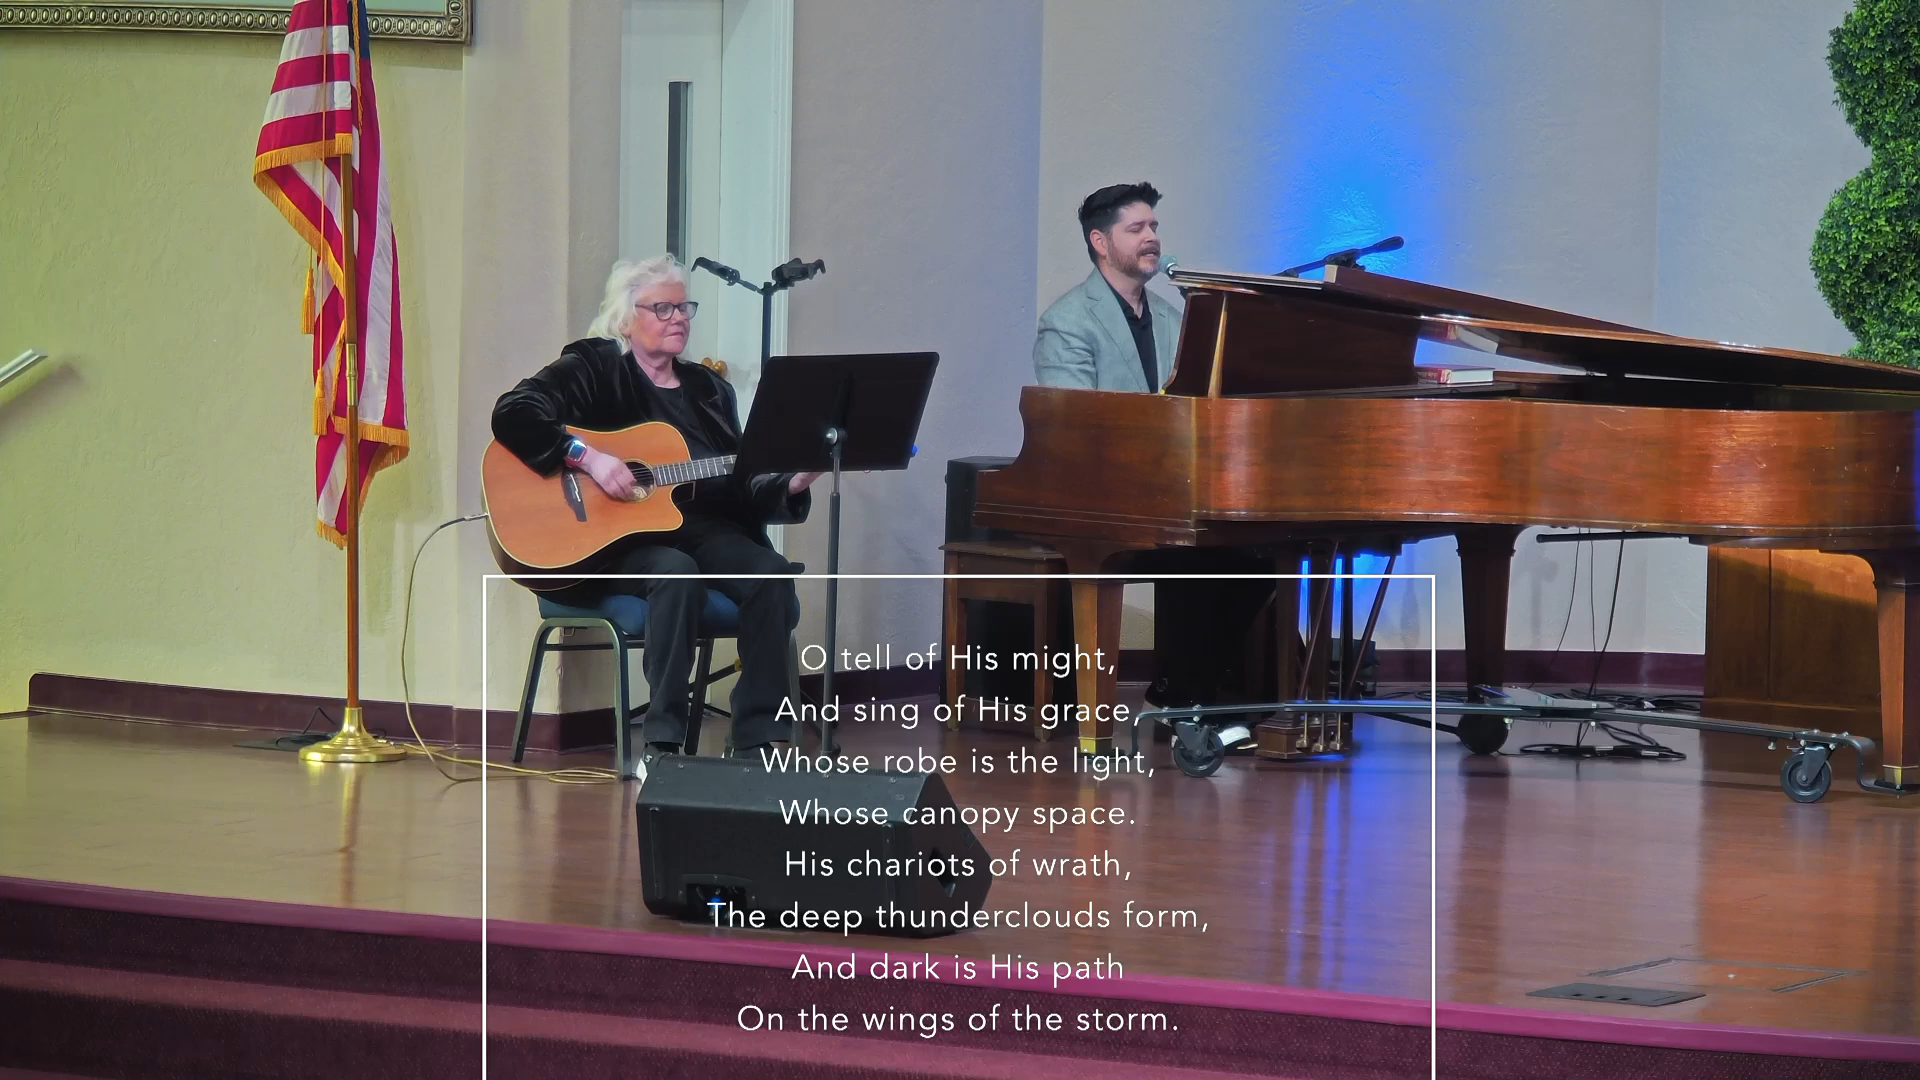 O tell of His might,
And sing of His grace,
Whose robe is the light,
Whose canopy space.
His chariots of wrath,
The deep thunderclouds form,
And dark is His path
On the wings of the storm.